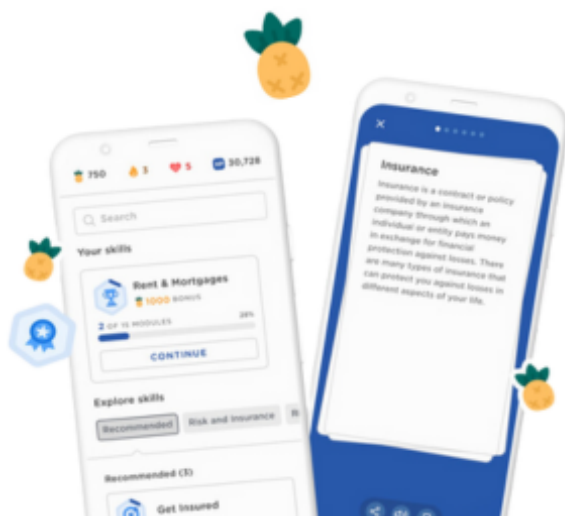 750 3 5 XP 30,728
Search
Your skills
Rent & Mortgages
1000 BONUS
2 OF 15 MODULES 28%
CONTINUE
Explore skills
Recommended Risk and Insurance
Recommended (3)
Get Insured
Insurance
Insurance is a contract or policy
provided by an insurance
company through which an
individual or entity pays money
in exchange for financial
protection against losses. There
are many types of insurance that
can protect you against losses in
different aspects of your life.